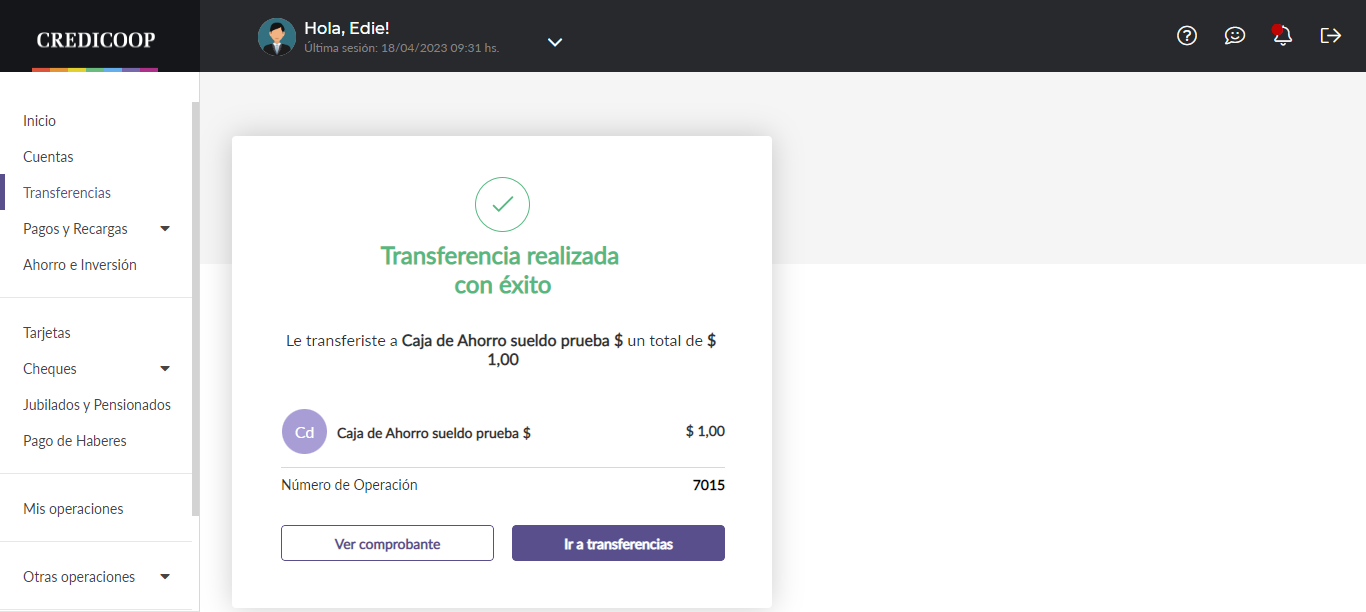 CREDICOOP
Hola, Edie!
Última sesión: 18/04/2023 09:31 hs.
Inicio
Cuentas
Transferencias
Pagos y Recargas
Ahorro e Inversión
Tarjetas
Cheques
Jubilados y Pensionados
Pago de Haberes
Mis operaciones
Otras operaciones
Transferencia realizada
con éxito
Le transferiste a Caja de Ahorro sueldo prueba $ un total de $
1,00
Cd Caja de Ahorro sueldo prueba $ $ 1,00
Número de Operación 7015
Ver comprobante Ir a transferencias